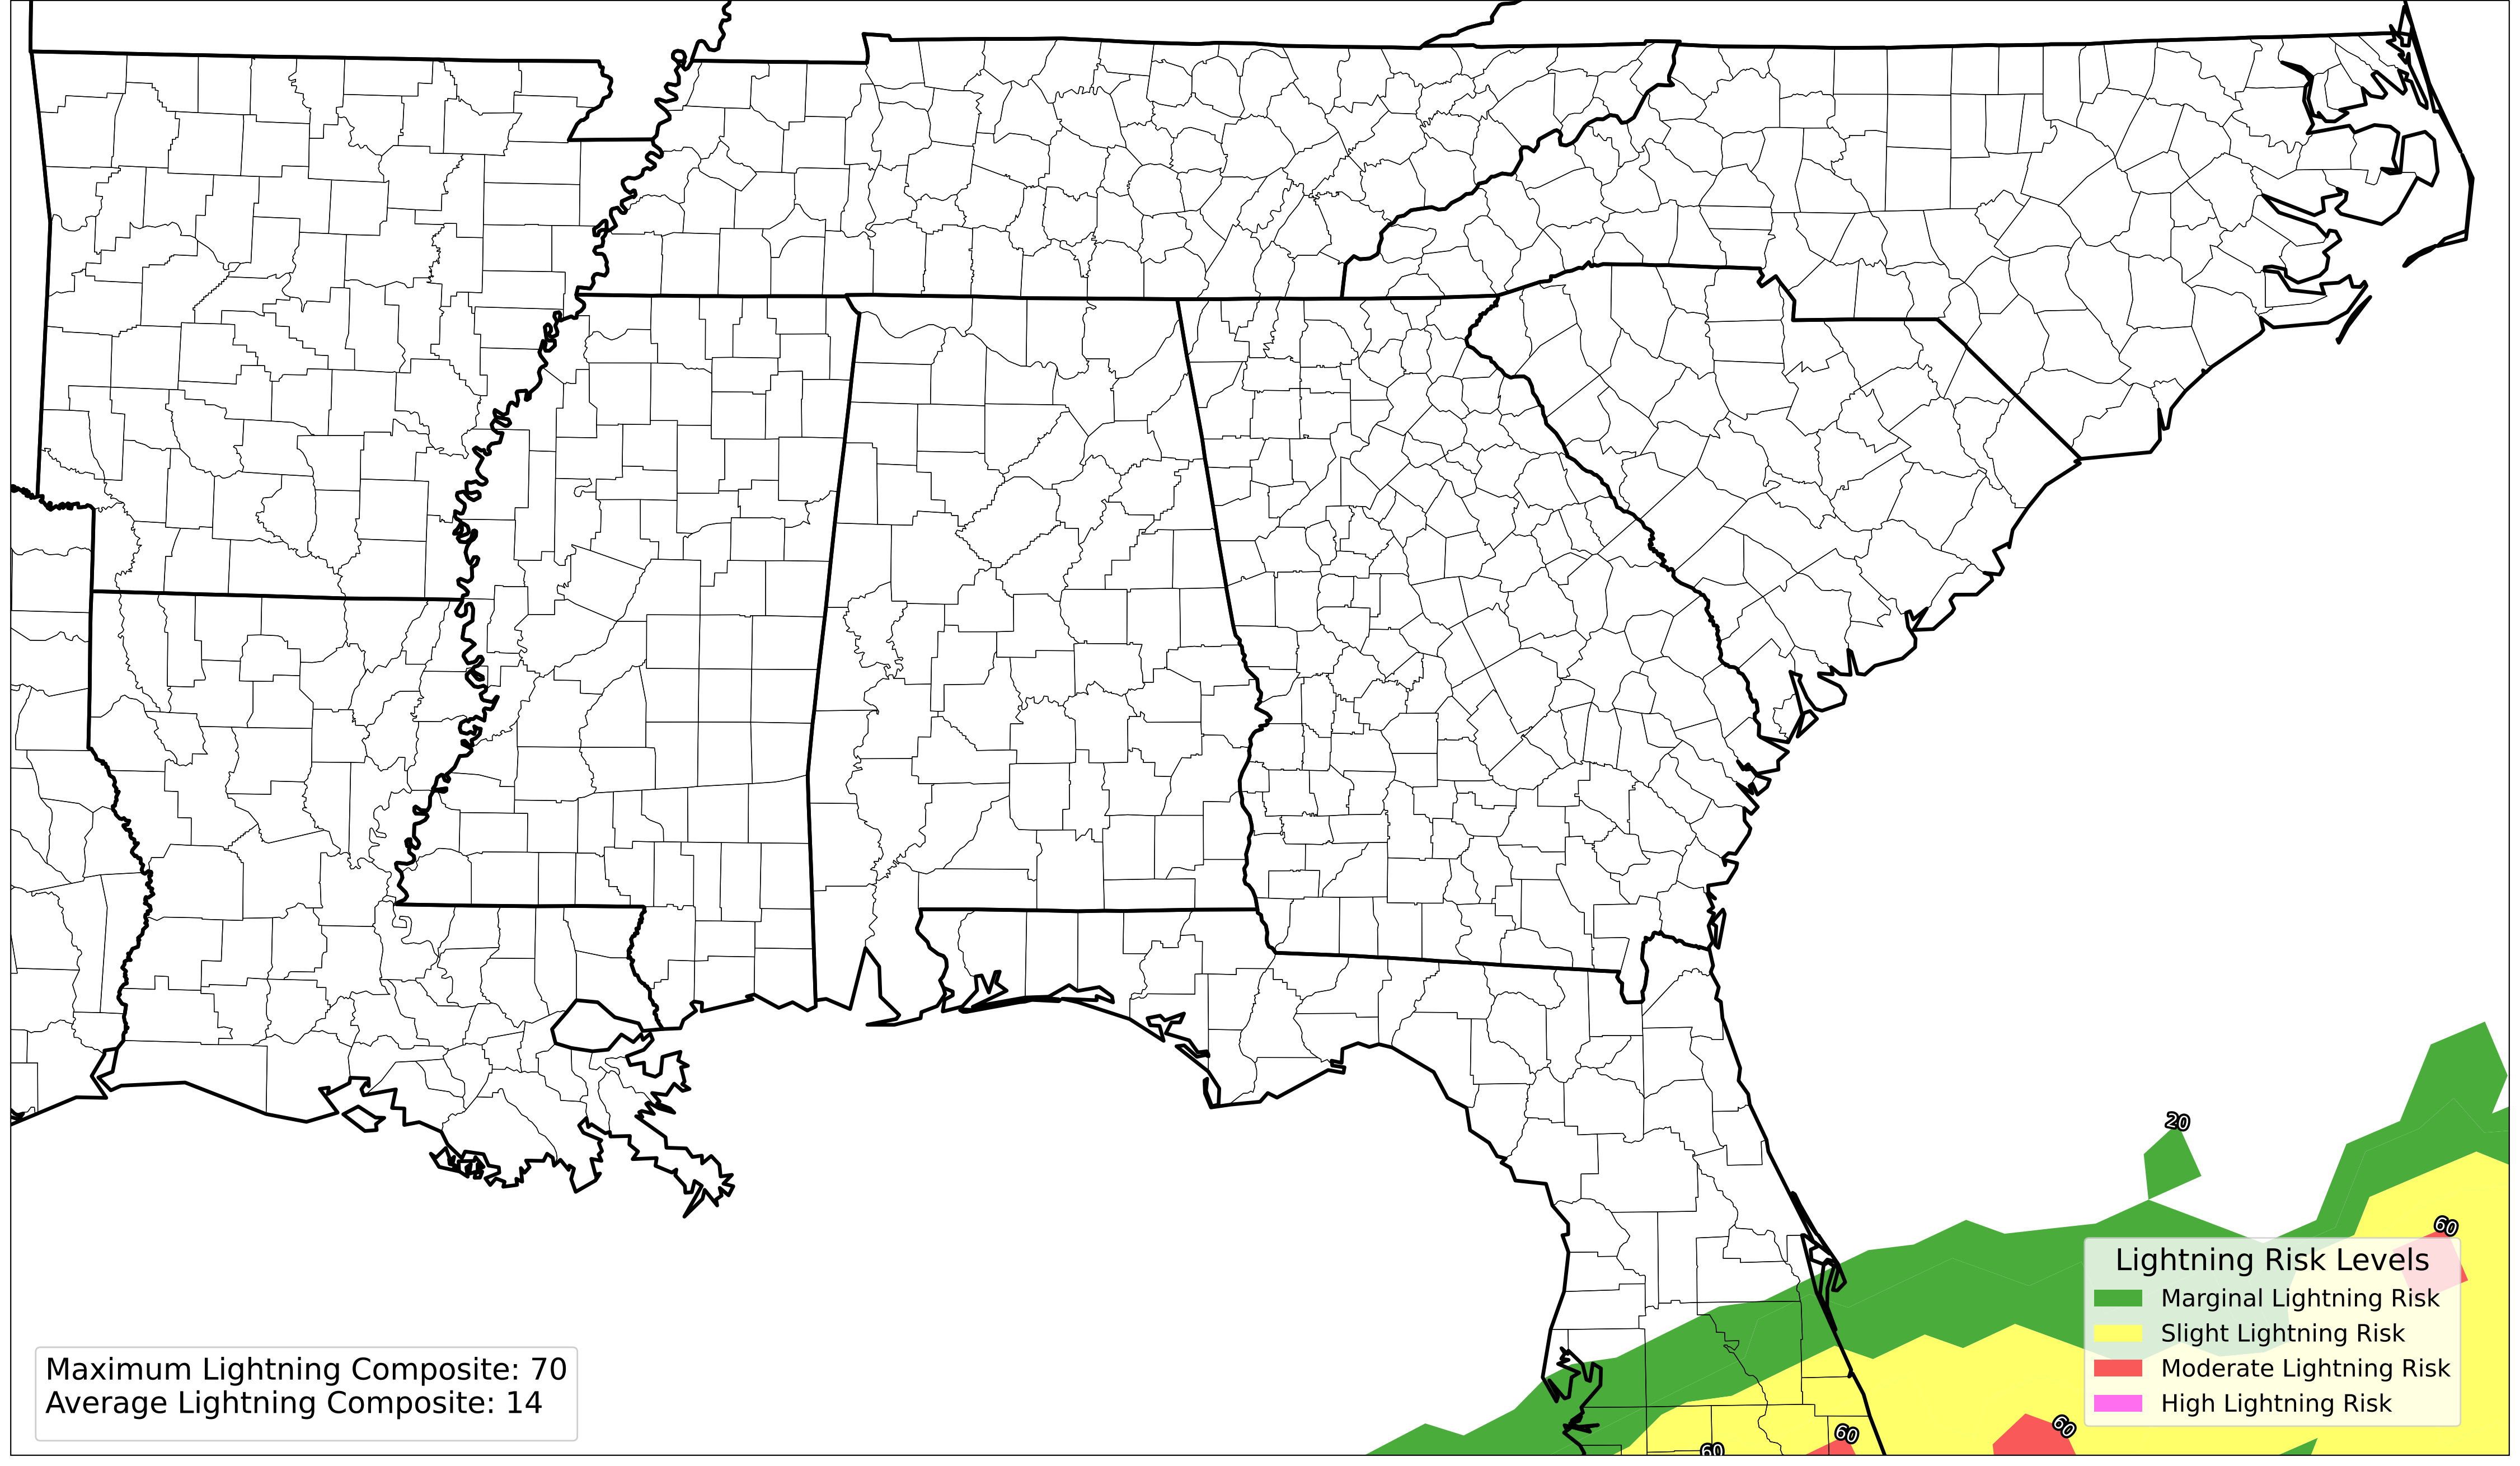 20
60
Lightning Risk Levels
Marginal Lightning Risk
Slight Lightning Risk
Moderate Lightning Risk
High Lightning Risk
Maximum Lightning Composite: 70
Average Lightning Composite: 14
60
60
60